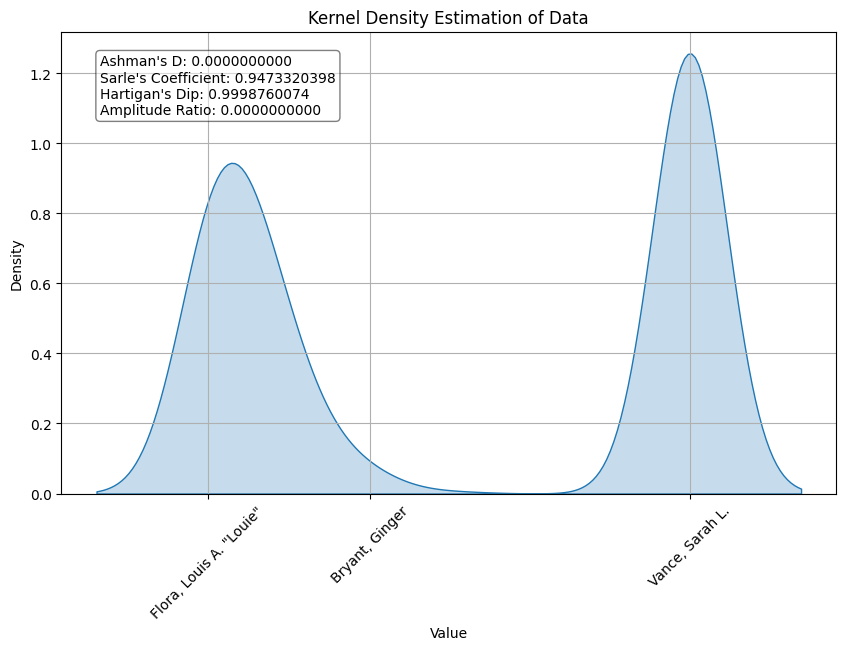 Kernel Density Estimation of Data
Ashman's D: 0.0000000000
Sarle's Coefficient: 0.9473320398
Hartigan's Dip: 0.9998760074
Amplitude Ratio: 0.0000000000
1.2
1.0
0.8
0.6
0.4
0.2
0.0
Density
Flora, Louis A. "Louie"
Bryant, Ginger
Vance, Sarah L.
Value